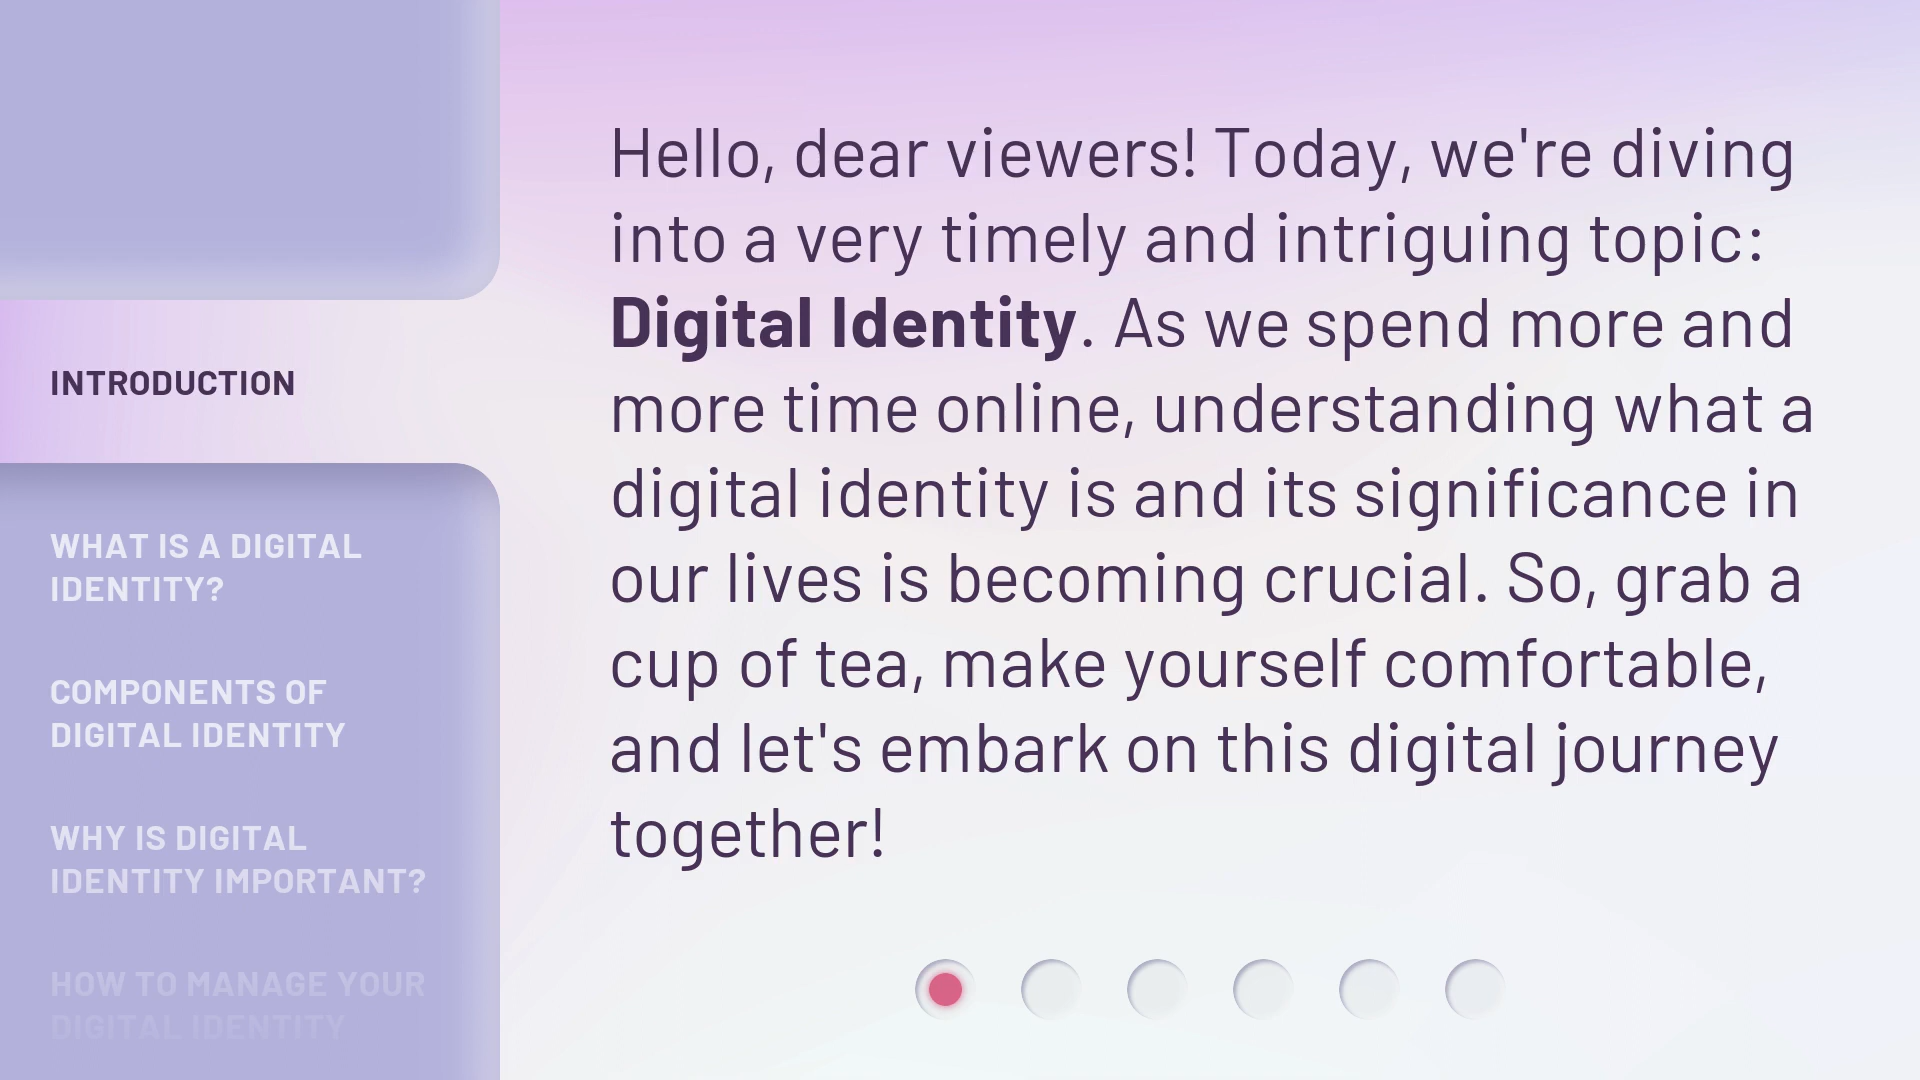 INTRODUCTION
WHAT IS A DIGITAL
IDENTITY?
COMPONENTS OF
DIGITAL IDENTITY
WHY IS DIGITAL
IDENTITY IMPORTANT?
HOW TO MANAGE YOUR
DIGITAL IDENTITY
Hello, dear viewers! Today, we're diving
into a very timely and intriguing topic:
Digital Identity. As we spend more and
more time online, understanding what a
digital identity is and its significance in
our lives is becoming crucial. So, grab a
cup of tea, make yourself comfortable,
and let's embark on this digital journey
together!